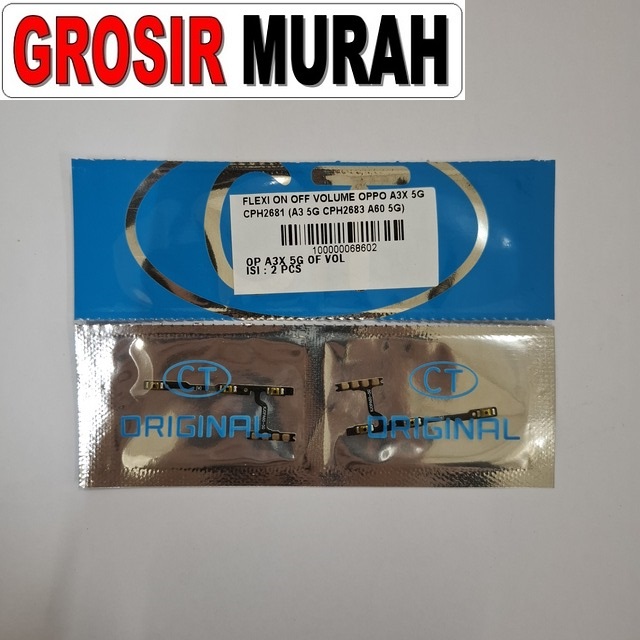 GROSIR MURAH
CT
FLEXI ON OFF VOLUME OPPO A3X 5G
CPH2681 (A3 5G CPH2683 A60 5G)
100000068602
OP A3X 5G OF VOL
ISI : 2 PCS
CT CT
ORIGINAL ORIGINAL